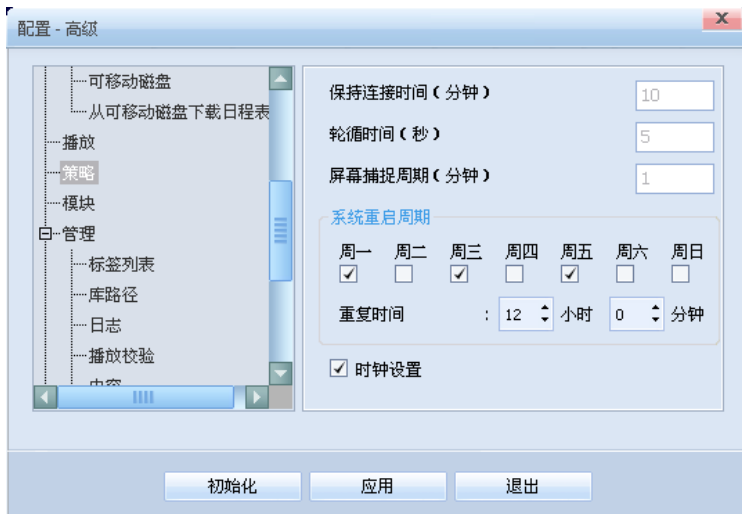 配置 - 高级
可移动磁盘
从可移动磁盘下载日程表
播放
策略
模块
管理
标签列表
库路径
日志
播放校验
内容
保持连接时间(分钟) 10
轮循时间(秒) 5
屏幕捕捉周期(分钟) 1
系统重启周期
周一 周二 周三 周四 周五 周六 周日
重复时间 : 12 小时 0 分钟
时钟设置
初始化 应用 退出